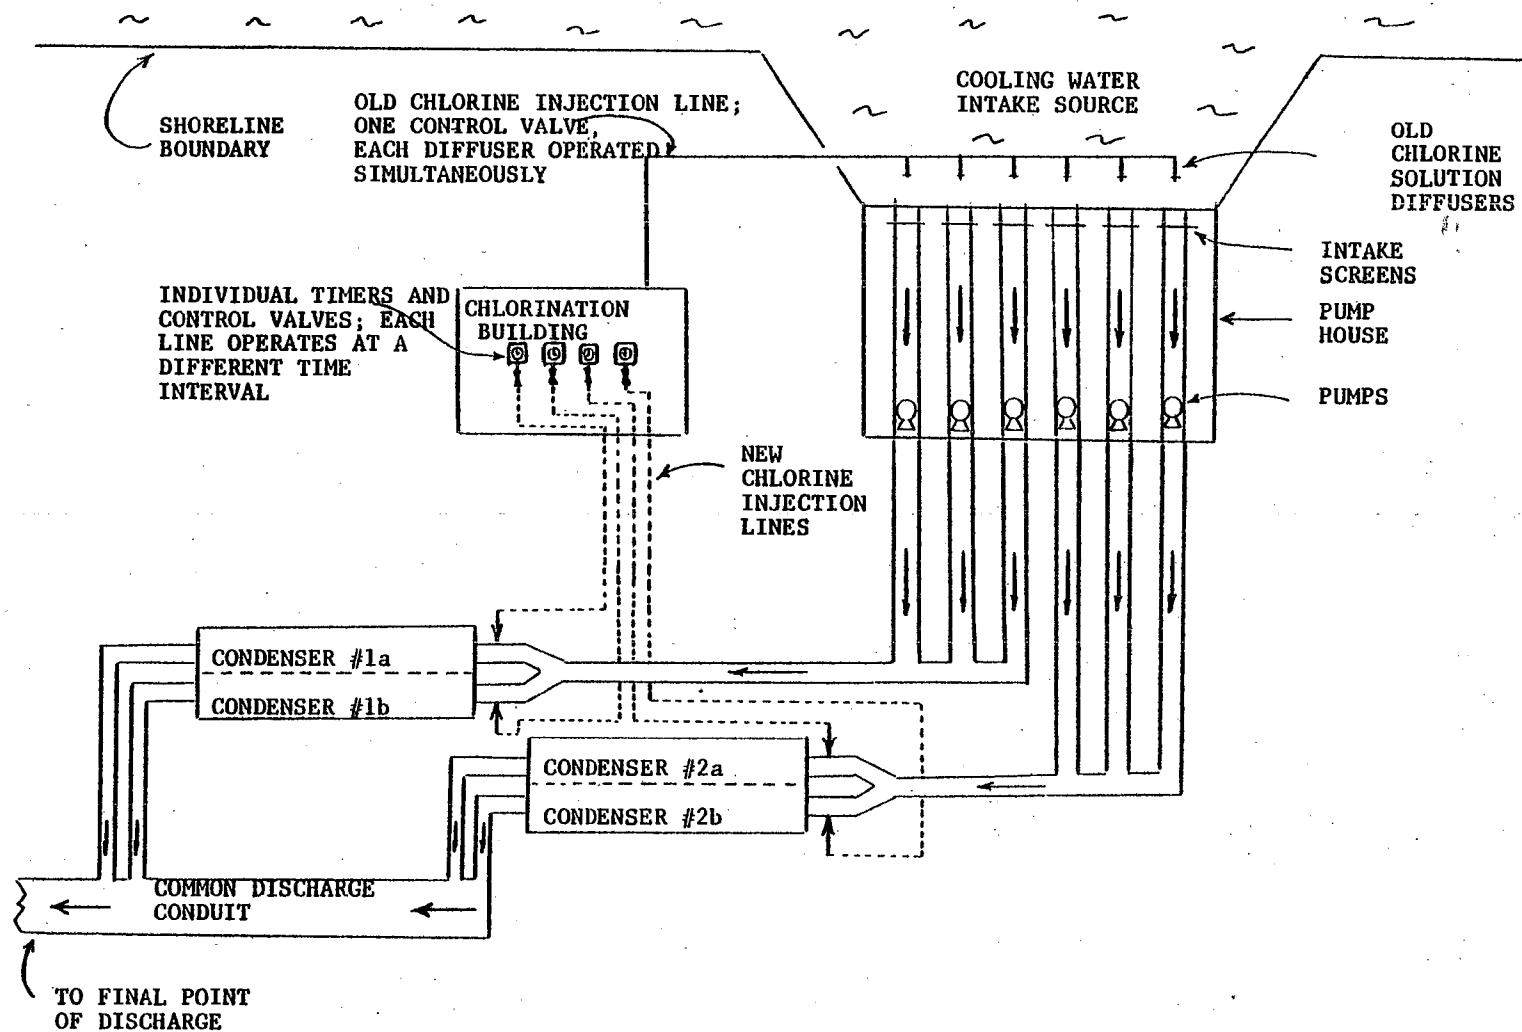 COOLING WATER
INTAKE SOURCE
OLD CHLORINE INJECTION LINE;
ONE CONTROL VALVE,
EACH DIFFUSER OPERATED
SIMULTANEOUSLY
SHORELINE
BOUNDARY
OLD
CHLORINE
SOLUTION
DIFFUSERS
INTAKE
SCREENS
PUMP
HOUSE
PUMPS
INDIVIDUAL TIMERS AND
CONTROL VALVES; EACH
LINE OPERATES AT A
DIFFERENT TIME
INTERVAL
CHLORINATION
BUILDING
NEW
CHLORINE
INJECTION
LINES
CONDENSER #1a
CONDENSER #1b
CONDENSER #2a
CONDENSER #2b
COMMON DISCHARGE
CONDUIT
TO FINAL POINT
OF DISCHARGE